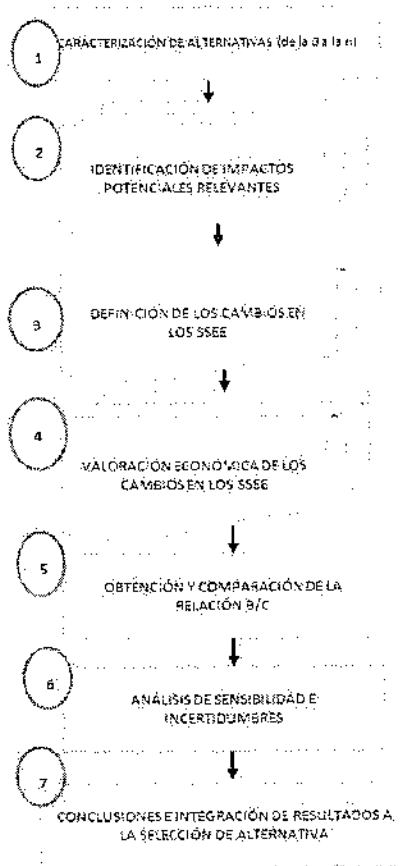 1
CARACTERIZACIÓN DE ALTERNATIVAS (de la 0 a la n)
2
IDENTIFICACIÓN DE IMPACTOS
POTENCIALES RELEVANTES
3
DEFINICIÓN DE LOS CAMBIOS EN
LOS SSEE
4
VALORACIÓN ECONÓMICA DE LOS
CAMBIOS EN LOS SSEE
5
OBTENCIÓN Y COMPARACIÓN DE LA
RELACIÓN B/C
6
ANÁLISIS DE SENSIBILIDAD E
INCERTIDUMBRES
7
CONCLUSIONES E INTEGRACIÓN DE RESULTADOS A
LA SELECCIÓN DE ALTERNATIVA